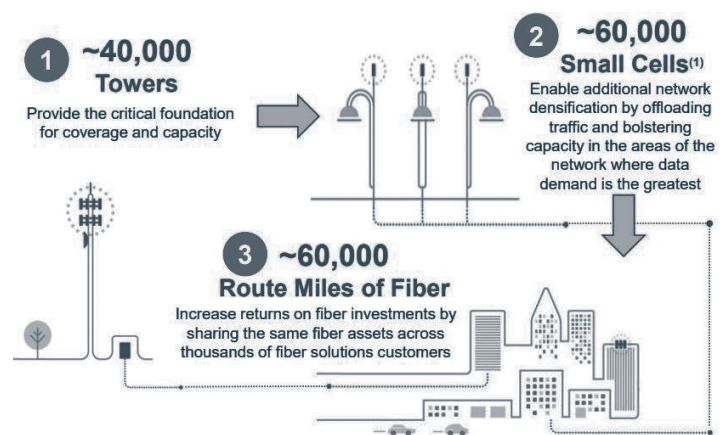 1
~40,000
Towers
Provide the critical foundation
for coverage and capacity
2
~60,000
Small Cells(1)
Enable additional network
densification by offloading
traffic and bolstering
capacity in the areas of the
network where data
demand is the greatest
3
~60,000
Route Miles of Fiber
Increase returns on fiber investments by
sharing the same fiber assets across
thousands of fiber solutions customers